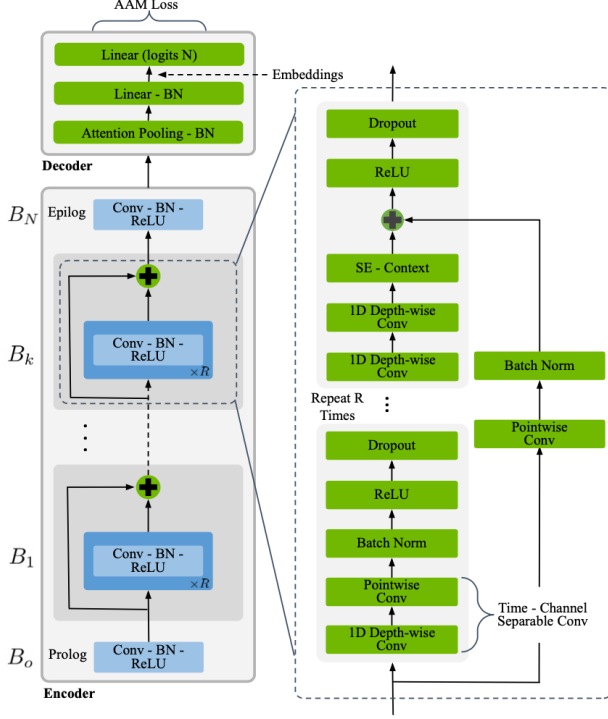 AAM Loss
Linear (logits N)
Embeddings
Linear - BN
Attention Pooling - BN
Decoder
B_N
Epilog
Conv - BN -
ReLU
B_k
Conv - BN -
ReLU
×R
B_1
Conv - BN -
ReLU
×R
B_o
Prolog
Conv - BN -
ReLU
Encoder
Dropout
ReLU
SE - Context
1D Depth-wise
Conv
1D Depth-wise
Conv
Repeat R
Times
Batch Norm
Pointwise
Conv
Dropout
ReLU
Batch Norm
Pointwise
Conv
1D Depth-wise
Conv
Time - Channel
Separable Conv